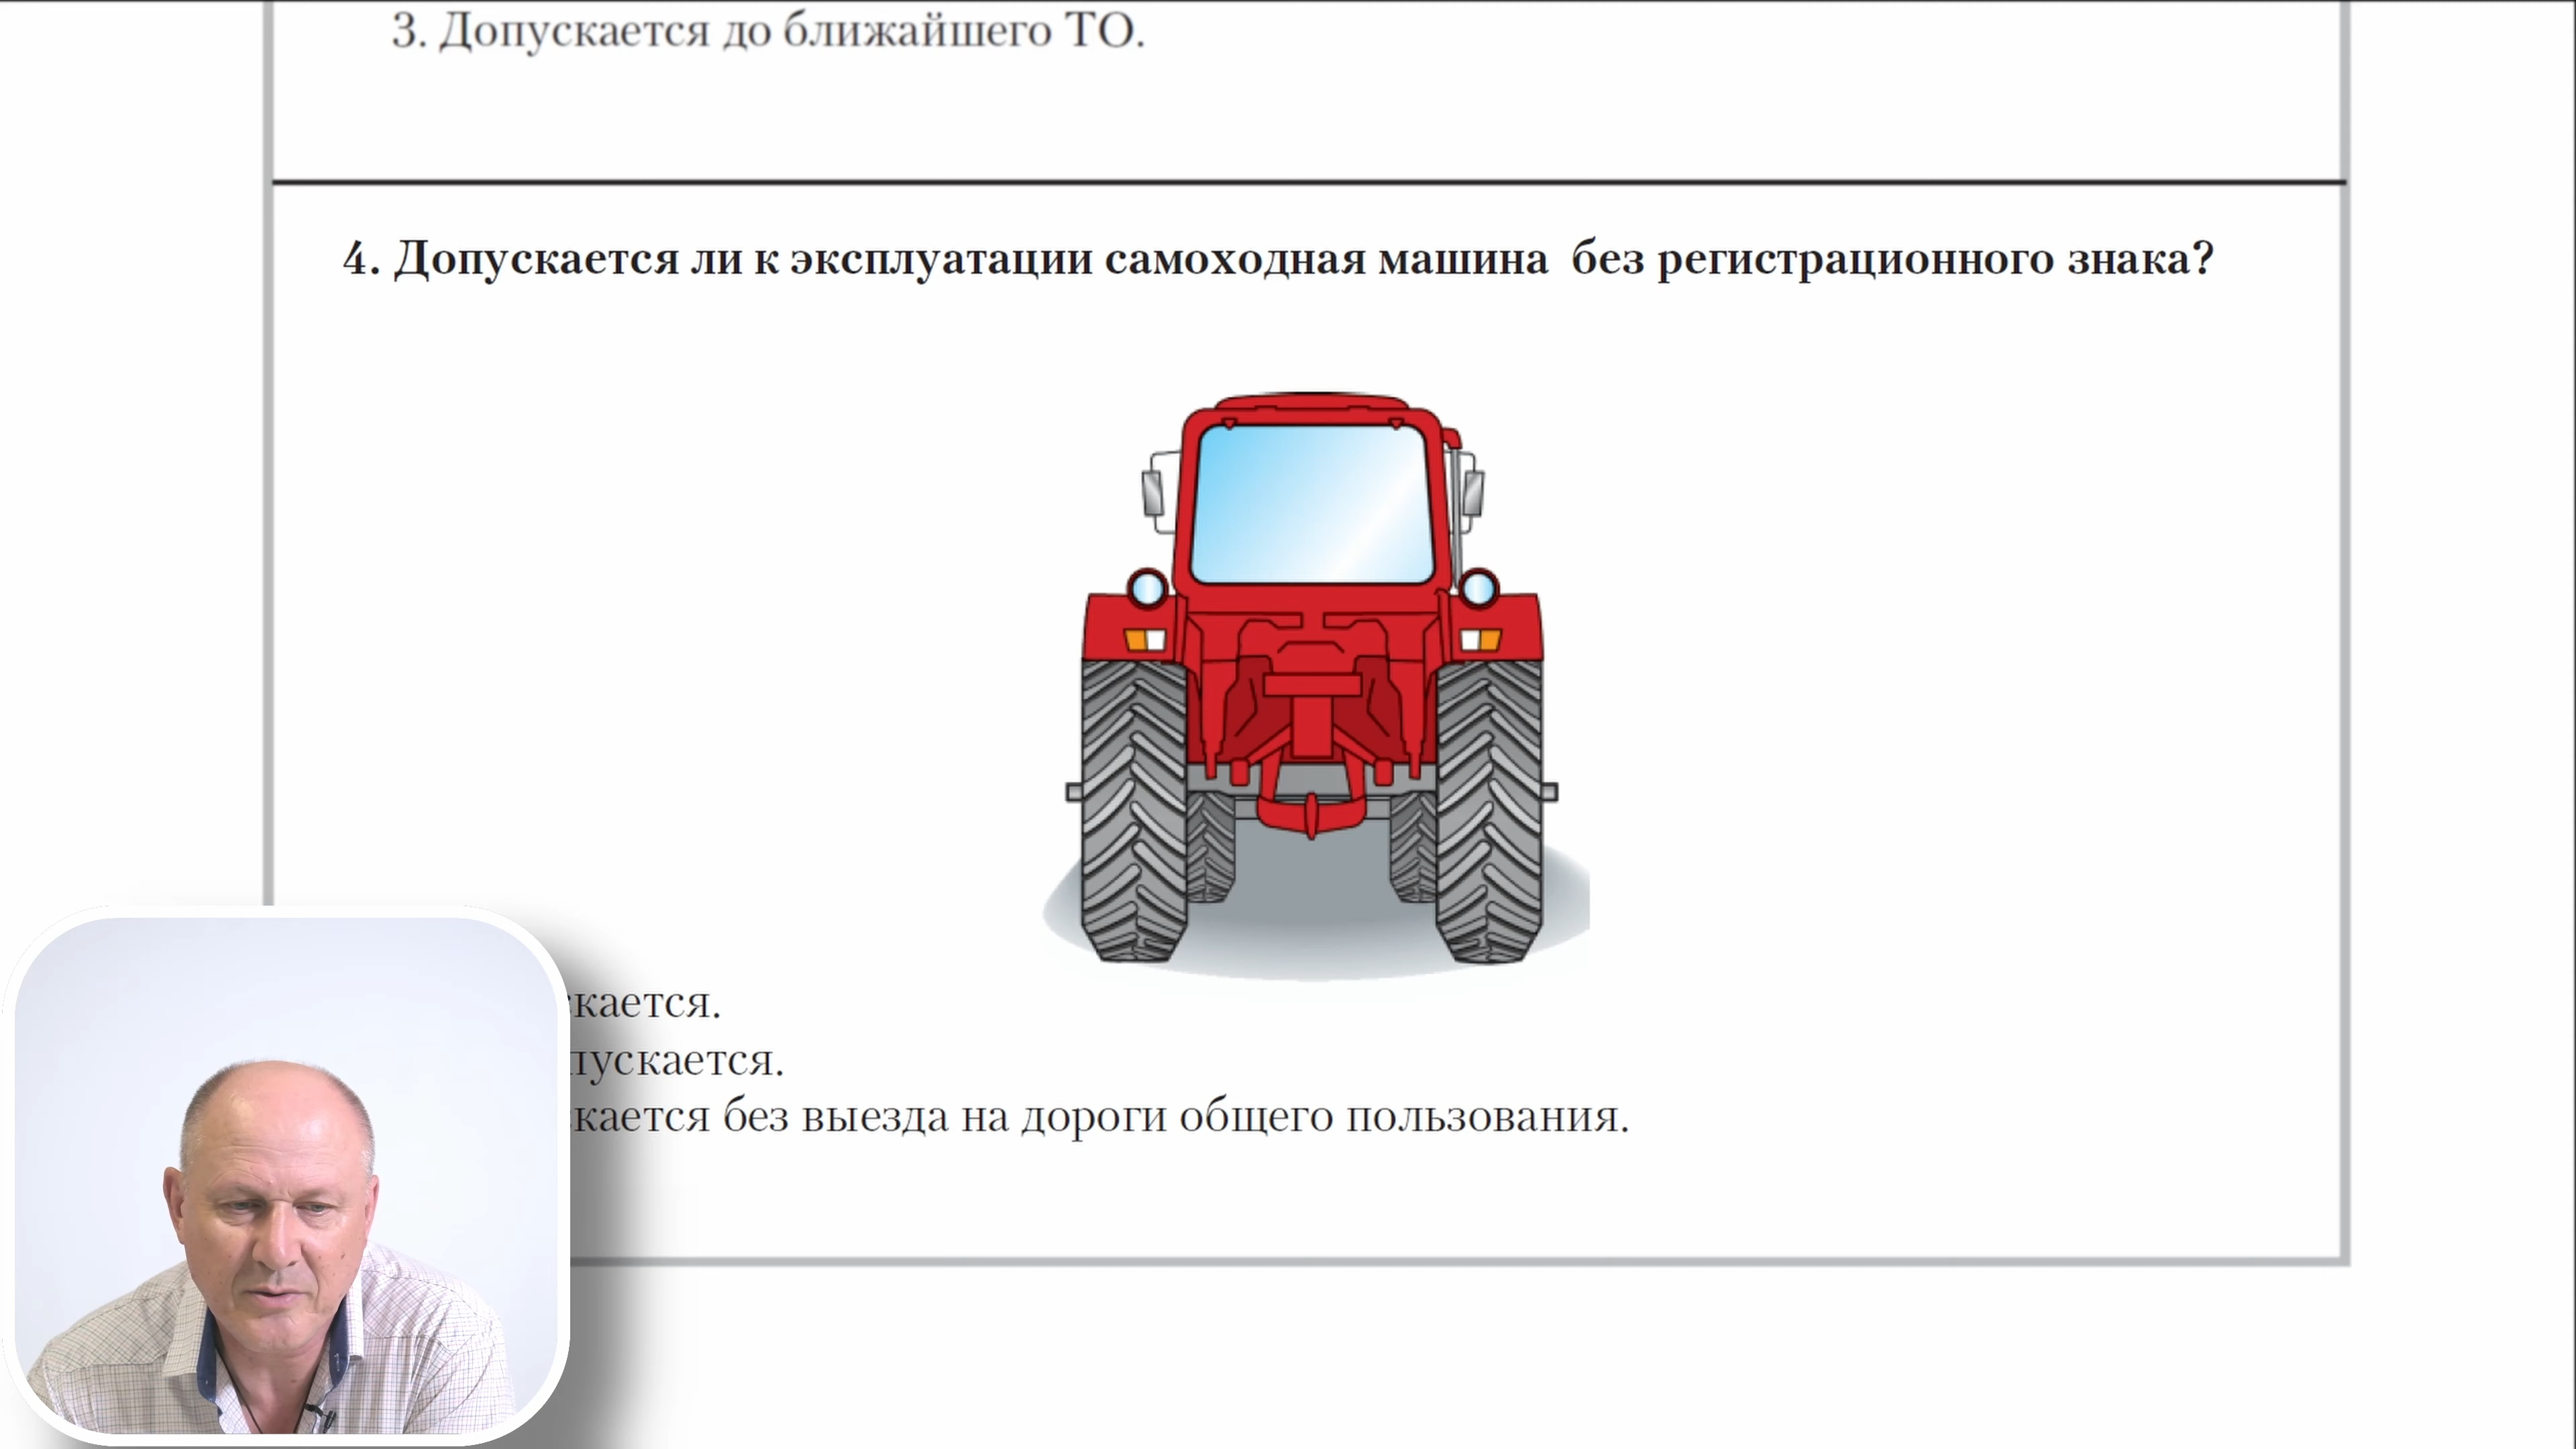 3. Допускается до ближайшего ТО.
4. Допускается ли к эксплуатации самоходная машина без регистрационного знака?
скается.
пускается.
скается без выезда на дороги общего пользования.